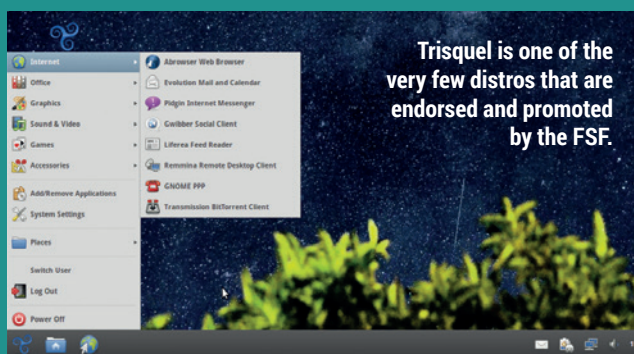 Trisquel is one of the
very few distros that are
endorsed and promoted
by the FSF.
Internet
Office
Graphics
Sound & Video
Games
Accessories
Add/Remove Applications
System Settings
Places
Switch User
Log Out
Power Off
Abrowser Web Browser
Evolution Mail and Calendar
Pidgin Internet Messenger
Gwibber Social Client
Liferea Feed Reader
Remmina Remote Desktop Client
GNOME PPP
Transmission BitTorrent Client